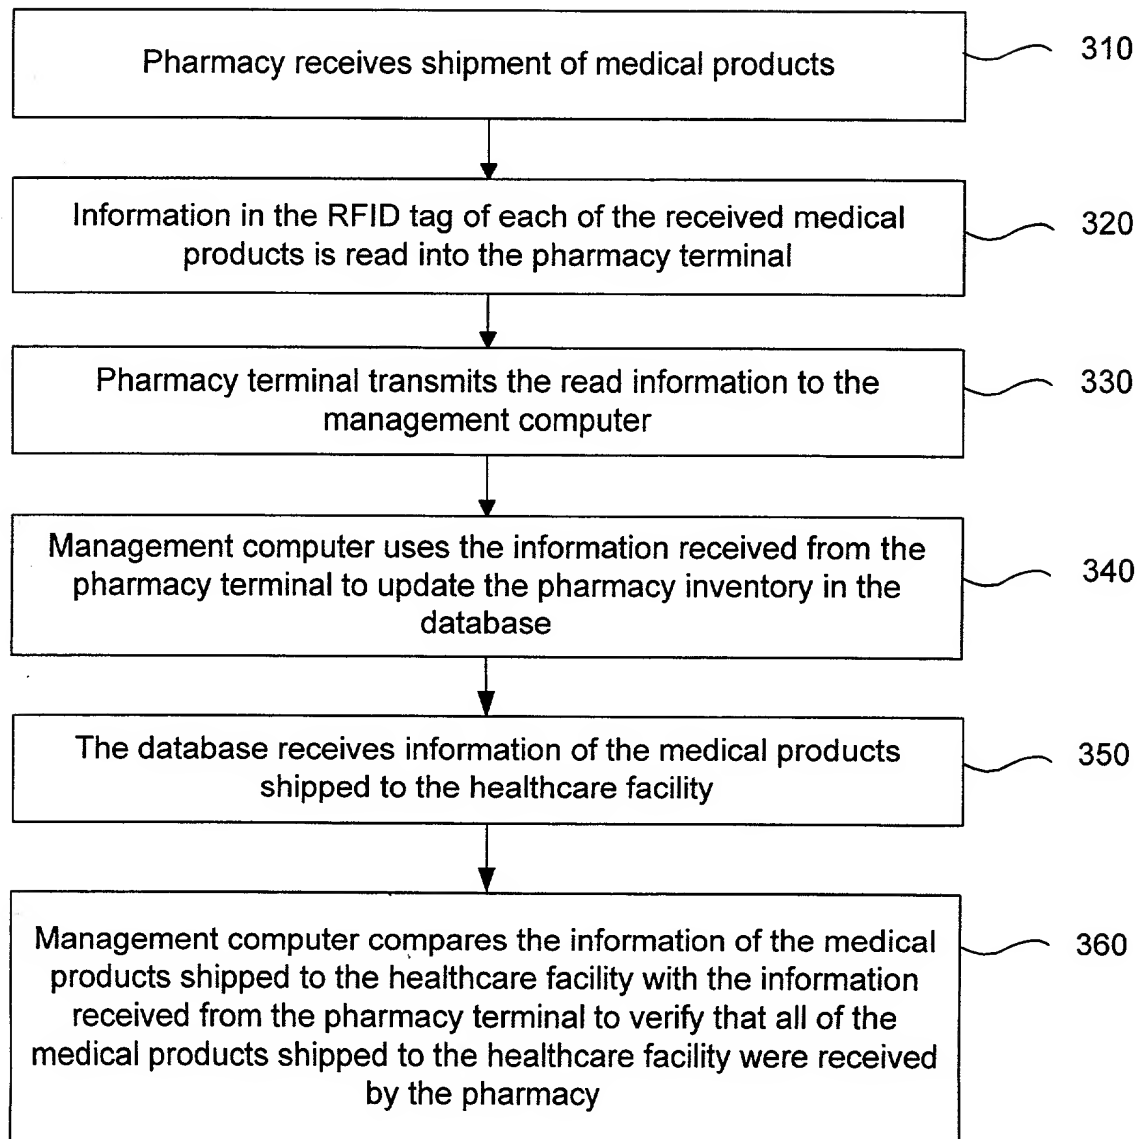 Pharmacy receives shipment of medical products
310
Information in the RFID tag of each of the received medical
products is read into the pharmacy terminal
320
Pharmacy terminal transmits the read information to the
management computer
330
Management computer uses the information received from the
pharmacy terminal to update the pharmacy inventory in the
database
340
The database receives information of the medical products
shipped to the healthcare facility
350
Management computer compares the information of the medical
products shipped to the healthcare facility with the information
received from the pharmacy terminal to verify that all of the
medical products shipped to the healthcare facility were received
by the pharmacy
360